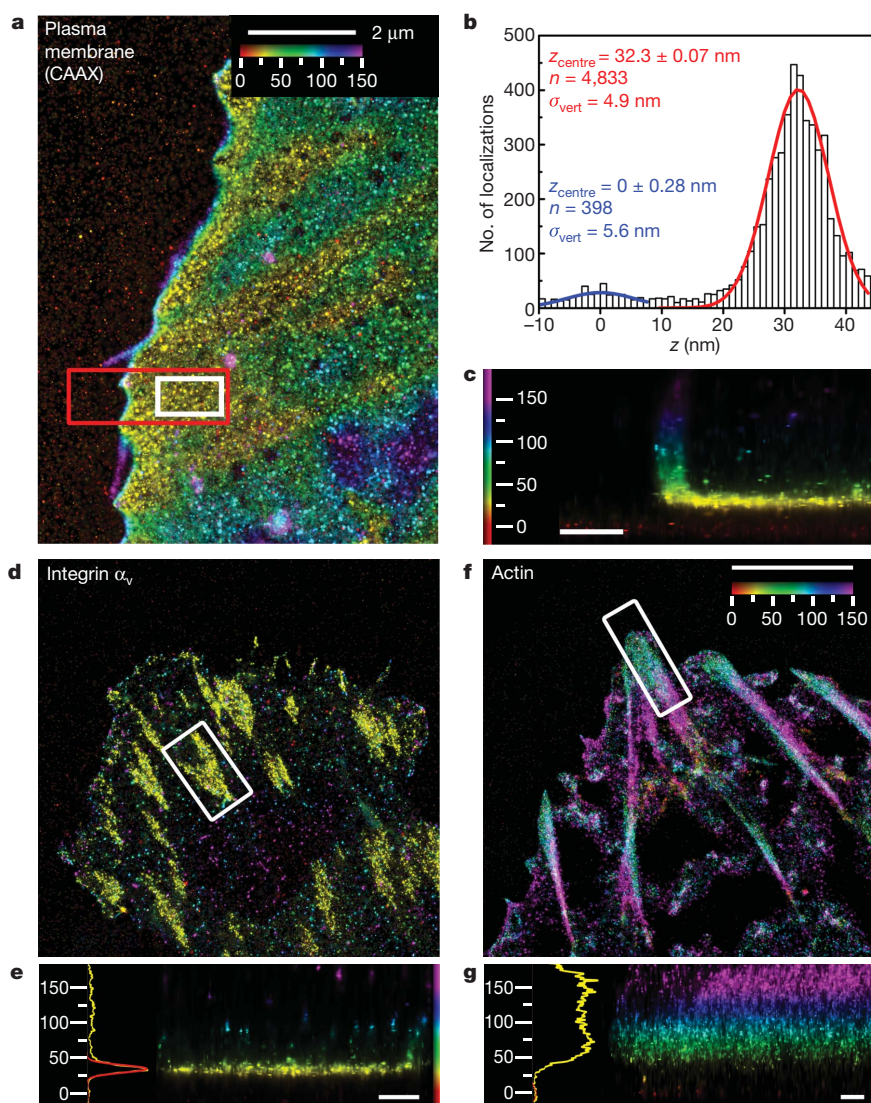 a
Plasma
membrane
(CAAX)
2 μm
0 50 100 150
b
500
400
300
200
100
0
No. of localizations
z_centre = 32.3 ± 0.07 nm
n = 4,833
σ_vert = 4.9 nm
z_centre = 0 ± 0.28 nm
n = 398
σ_vert = 5.6 nm
–10 0 10 20 30 40
z (nm)
c
150
100
50
0
d
Integrin α_v
f
Actin
0 50 100 150
e
150
100
50
0
g
150
100
50
0